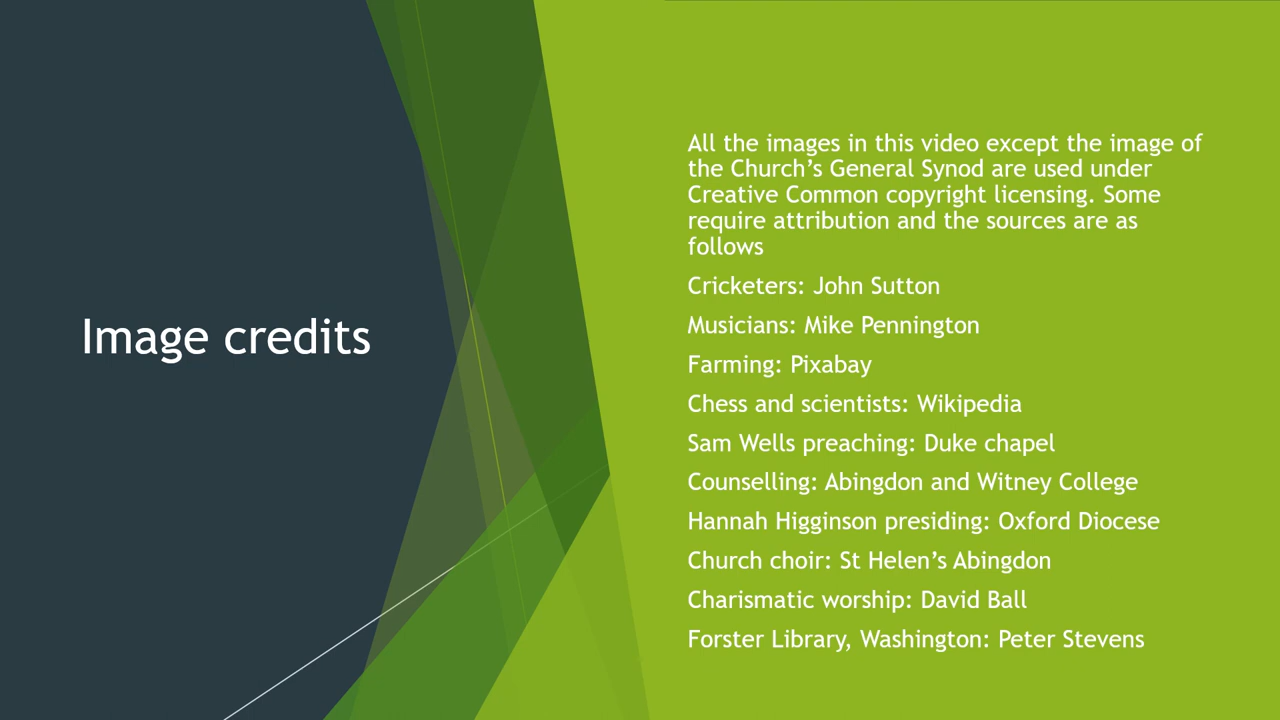 Image credits
All the images in this video except the image of
the Church’s General Synod are used under
Creative Common copyright licensing. Some
require attribution and the sources are as
follows
Cricketers: John Sutton
Musicians: Mike Pennington
Farming: Pixabay
Chess and scientists: Wikipedia
Sam Wells preaching: Duke chapel
Counselling: Abingdon and Witney College
Hannah Higginson presiding: Oxford Diocese
Church choir: St Helen’s Abingdon
Charismatic worship: David Ball
Forster Library, Washington: Peter Stevens